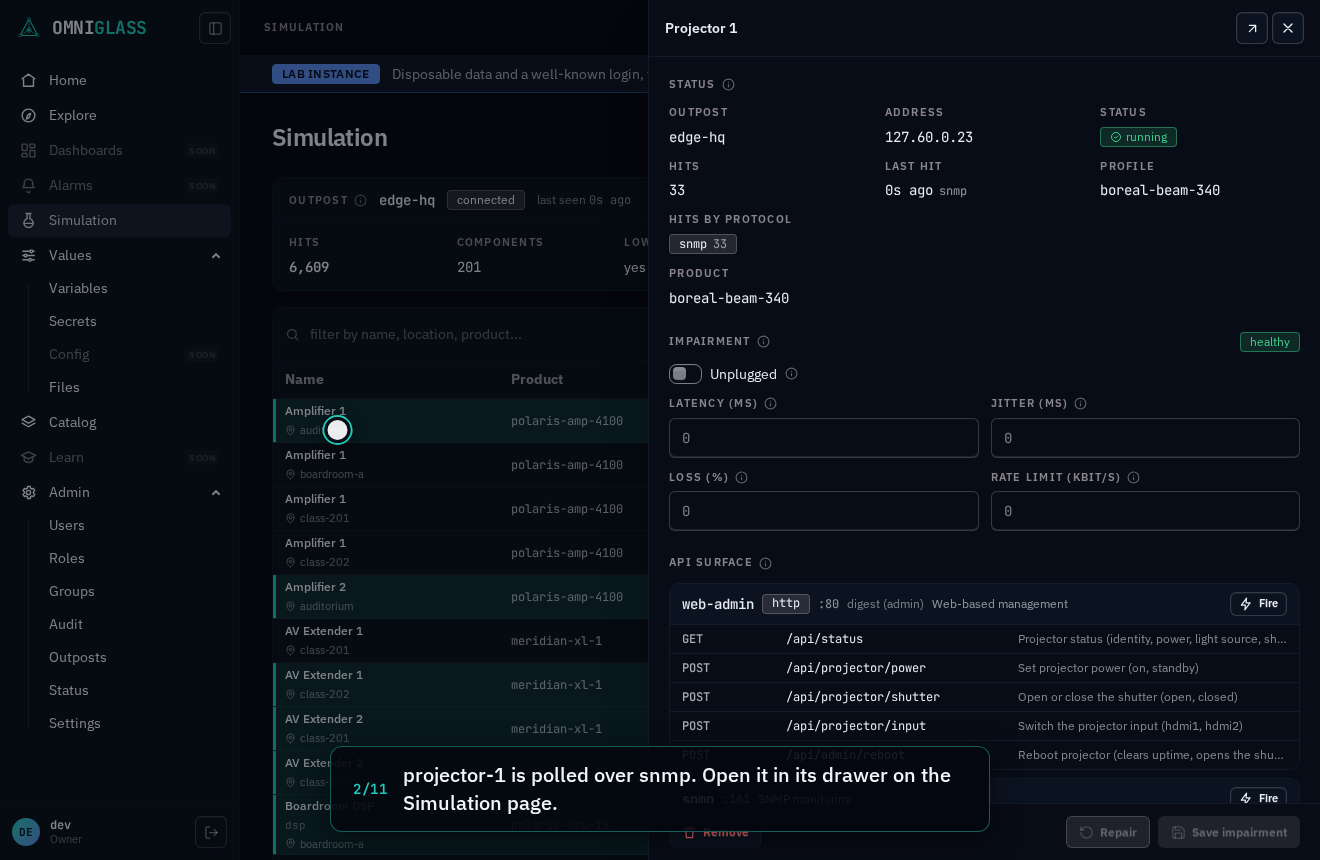 OMNIGLASS
Home
Explore
Dashboards SOON
Alarms SOON
Simulation
Values
Variables
Secrets
Config SOON
Files
Catalog
Learn SOON
Admin
Users
Roles
Groups
Audit
Outposts
Status
Settings
DE dev
Owner
SIMULATION
LAB INSTANCE Disposable data and a well-known login,
Simulation
OUTPOST edge-hq connected last seen 0s ago
HITS COMPONENTS LOW
6,609 201 yes
filter by name, location, product...
Name Product
Amplifier 1 polaris-amp-4100
Amplifier 1 polaris-amp-4100
boardroom-a
Amplifier 1 polaris-amp-4100
class-201
Amplifier 1 polaris-amp-4100
class-202
Amplifier 2 polaris-amp-4100
auditorium
AV Extender 1 meridian-xl-1
class-201
AV Extender 1 meridian-xl-1
class-202
AV Extender 2 meridian-xl-1
class-201
dsp
boardroom-a
Projector 1
STATUS
OUTPOST ADDRESS STATUS
edge-hq 127.60.0.23 running
HITS LAST HIT PROFILE
33 0s ago snmp boreal-beam-340
HITS BY PROTOCOL
snmp 33
PRODUCT
boreal-beam-340
IMPAIRMENT healthy
Unplugged
LATENCY (MS) JITTER (MS)
0 0
LOSS (%) RATE LIMIT (KBIT/S)
0 0
API SURFACE
web-admin http :80 digest (admin) Web-based management Fire
GET /api/status Projector status (identity, power, light source, sh...
POST /api/projector/power Set projector power (on, standby)
POST /api/projector/shutter Open or close the shutter (open, closed)
POST /api/projector/input Switch the projector input (hdmi1, hdmi2)
POST /api/admin/reboot Reboot projector (clears uptime, opens the shu...
snmp :161 SNMP monitoring Fire
Remove Repair Save impairment
2/11 projector-1 is polled over snmp. Open it in its drawer on the
Simulation page.